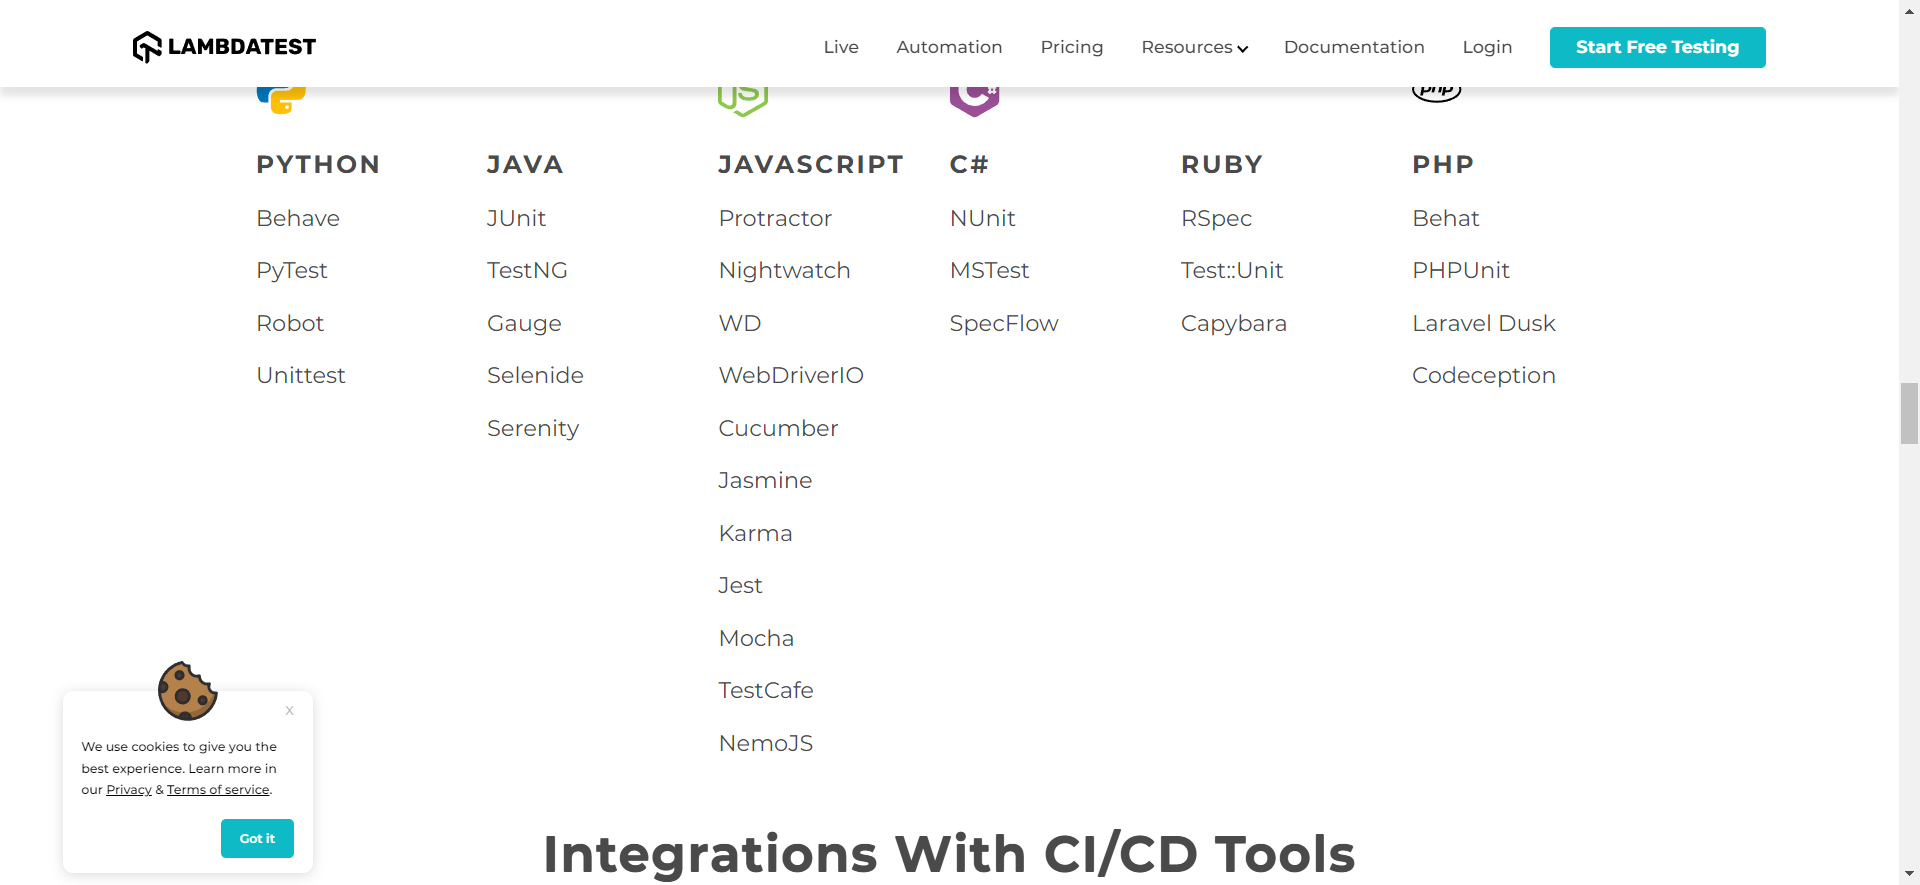 LAMBDATEST
Live Automation Pricing Resources Documentation Login Start Free Testing
JS C# php
PYTHON
Behave
PyTest
Robot
Unittest
JAVA
JUnit
TestNG
Gauge
Selenide
Serenity
JAVASCRIPT
Protractor
Nightwatch
WD
WebDriverIO
Cucumber
Jasmine
Karma
Jest
Mocha
TestCafe
NemoJS
C#
NUnit
MSTest
SpecFlow
RUBY
RSpec
Test::Unit
Capybara
PHP
Behat
PHPUnit
Laravel Dusk
Codeception
X
We use cookies to give you the
best experience. Learn more in
our Privacy & Terms of service.
Got it
Integrations With CI/CD Tools